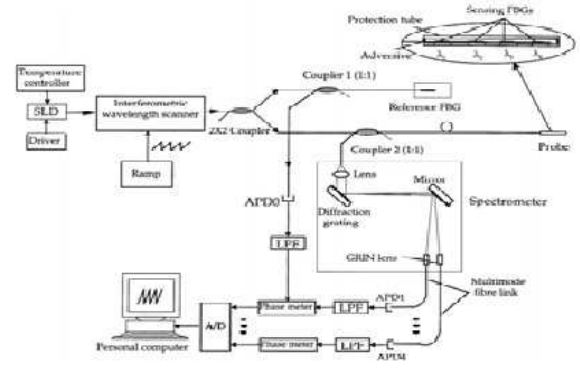 Sensing FBGs
Protection tube
Adversive
λ₁ λ₂ λ₃ λ₄
Temperature
controller
SLD
Driver
Interferometric
wavelength scanner
Ramp
2X2 Coupler
Coupler 1 (1:1)
Reference FBG
Coupler 2 (1:1)
Probe
Lens
Mirror
Spectrometer
Diffraction
grating
GRIN lens
Multimode
fibre link
APD0
LPF
Phase meter
LPF
APD1
A/D
Personal computer
Phase meter
LPF
APD4